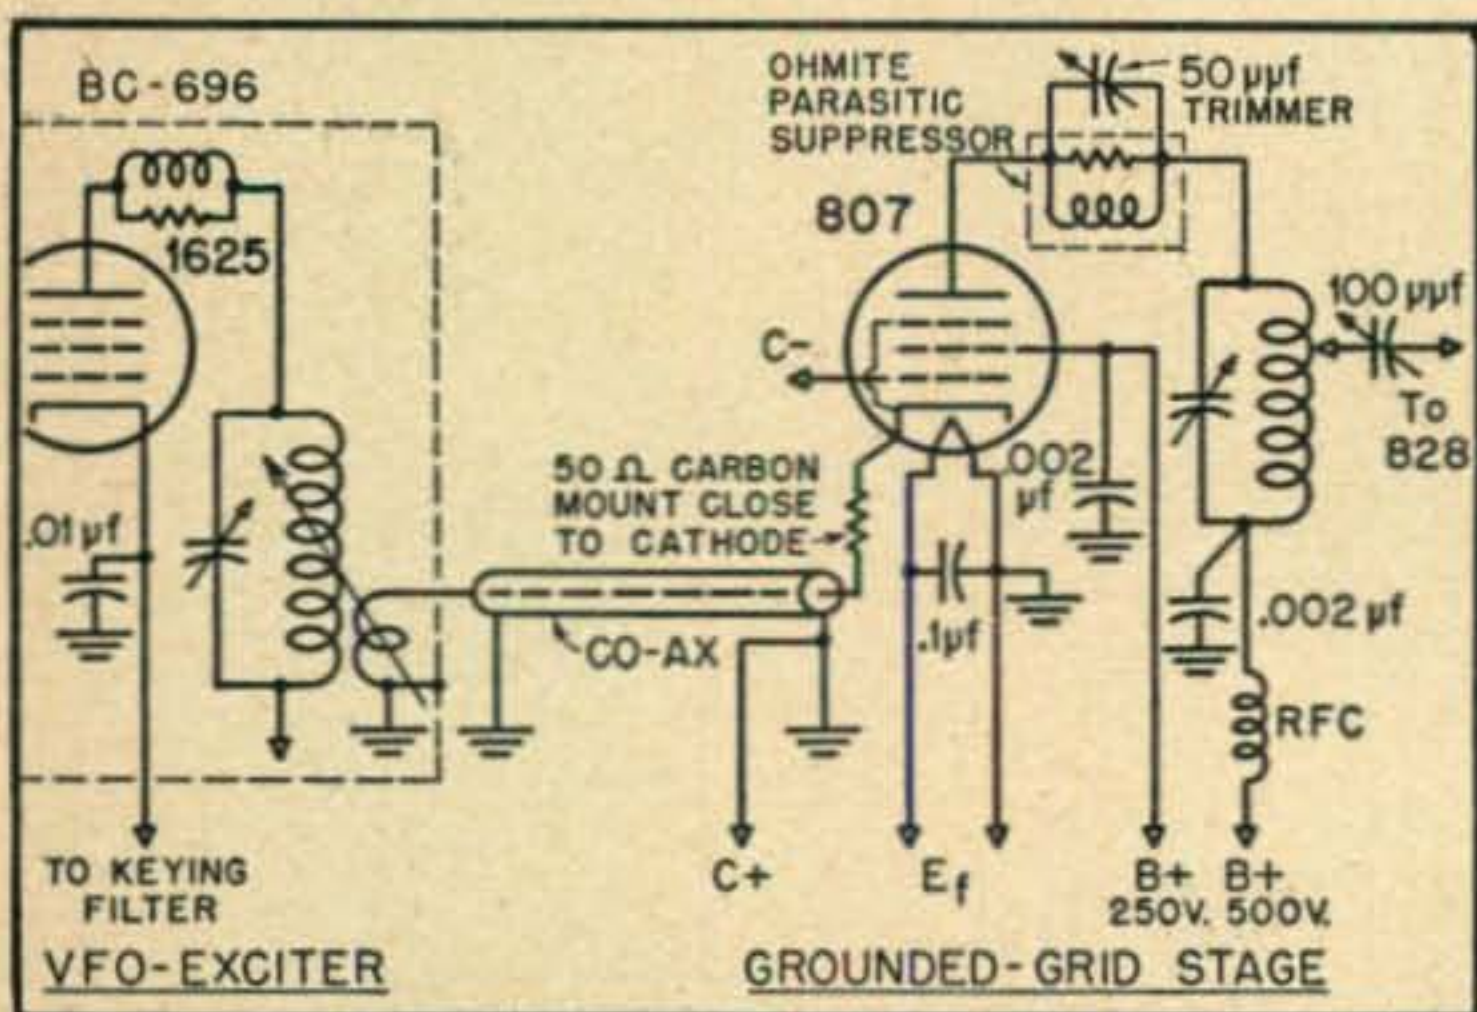 BC-696
1625
.01 µf
TO KEYING
FILTER
VFO-EXCITER
OHMITE
PARASITIC
SUPPRESSOR
50 µµf
TRIMMER
807
C-
100 µµf
To
828
50 Ω CARBON
MOUNT CLOSE
TO CATHODE
.002
µf
.1µf
CO-AX
.002 µf
RFC
C+
Ef
B+
250V.
B+
500V.
GROUNDED-GRID STAGE